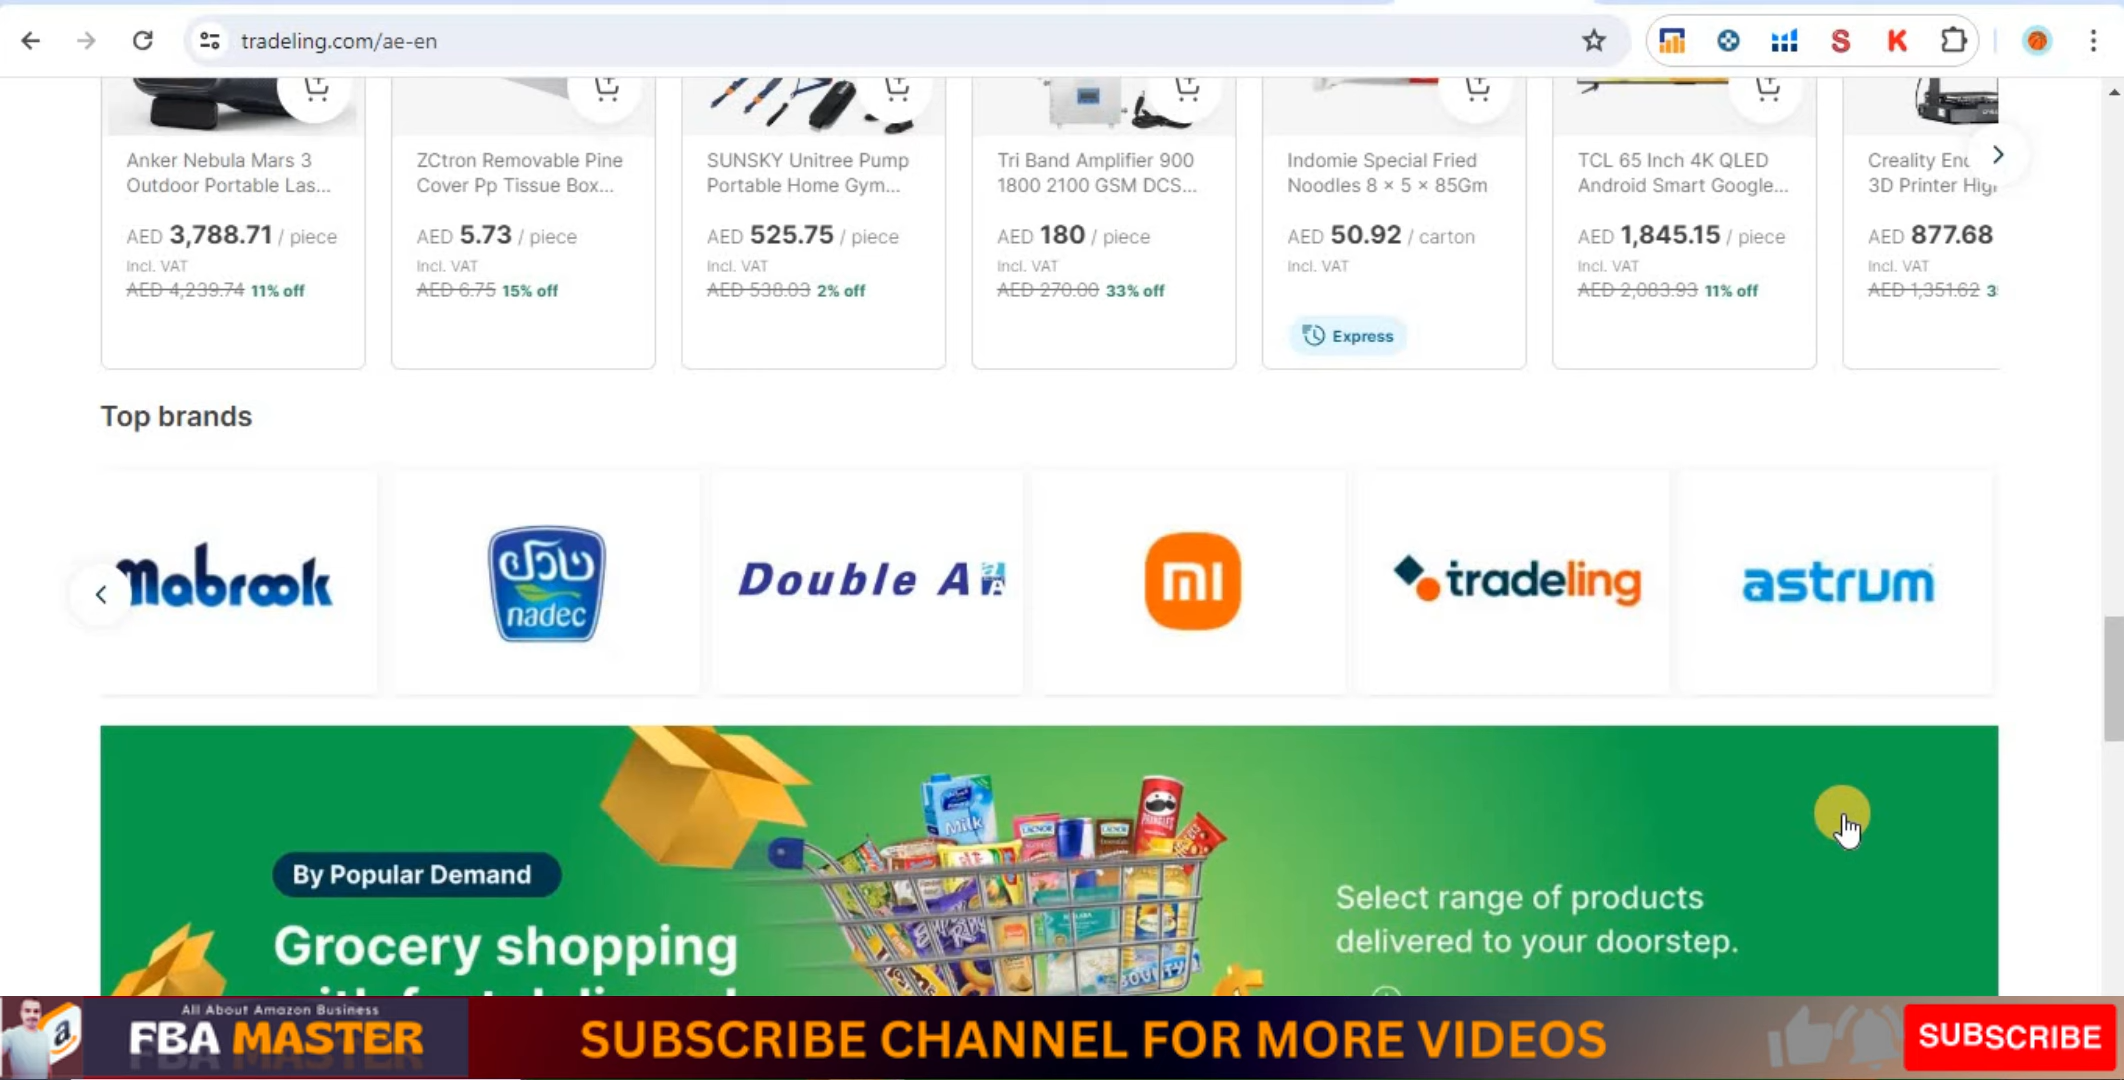 tradeling.com/ae-en
Anker Nebula Mars 3
Outdoor Portable Las...
AED 3,788.71 / piece
Incl. VAT
AED 4,239.74 11% off
ZCtron Removable Pine
Cover Pp Tissue Box...
AED 5.73 / piece
Incl. VAT
AED 6.75 15% off
SUNSKY Unitree Pump
Portable Home Gym...
AED 525.75 / piece
Incl. VAT
AED 538.03 2% off
Tri Band Amplifier 900
1800 2100 GSM DCS...
AED 180 / piece
Incl. VAT
AED 270.00 33% off
Indomie Special Fried
Noodles 8 × 5 × 85Gm
AED 50.92 / carton
Incl. VAT
Express
TCL 65 Inch 4K QLED
Android Smart Google...
AED 1,845.15 / piece
Incl. VAT
AED 2,083.93 11% off
Creality
3D Printer
AED 877.68
Incl. VAT
AED 1,351.62
Top brands
Mabrook
نادك
nadec
Double A
mi
tradeling
astrum
By Popular Demand
Grocery shopping
Milk
LACNOR
PRINGLES
BOUNTY
Select range of products
delivered to your doorstep.
All About Amazon Business
FBA MASTER
SUBSCRIBE CHANNEL FOR MORE VIDEOS
SUBSCRIBE